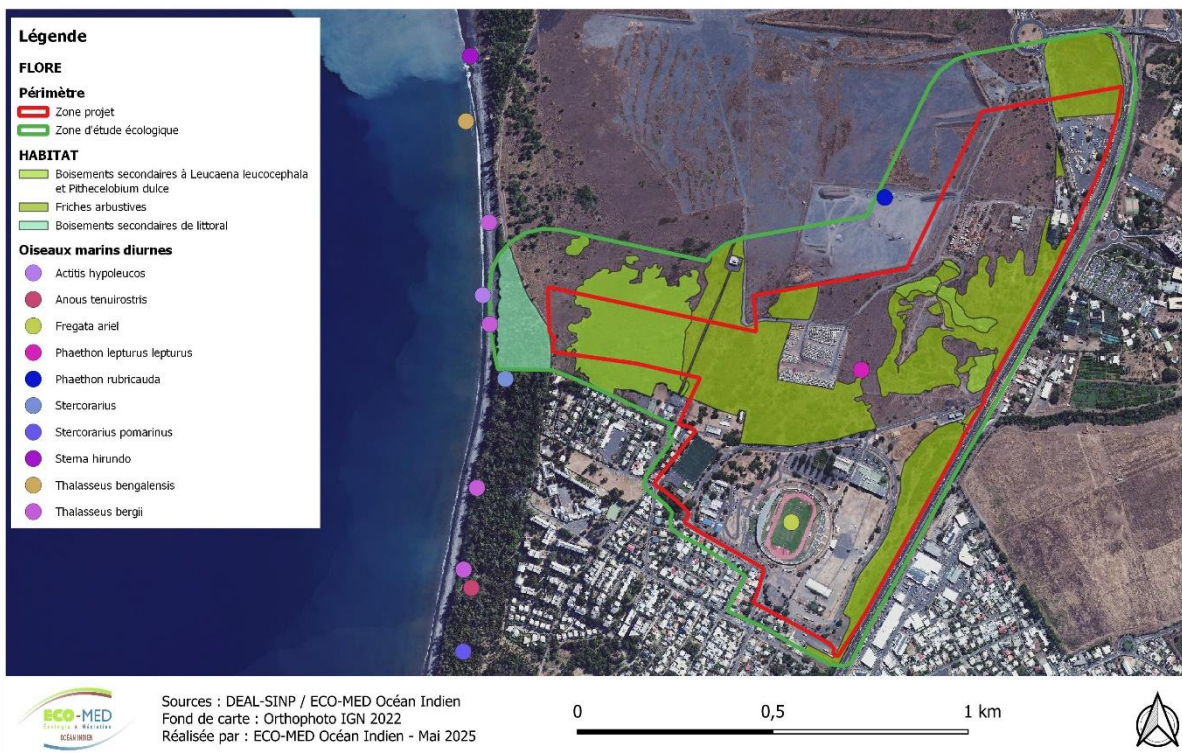 Légende
FLORE
Périmètre
Zone projet
Zone d'étude écologique
HABITAT
Boisements secondaires à Leucaena leucocephala
et Pithecelobium dulce
Friches arbustives
Boisements secondaires de littoral
Oiseaux marins diurnes
Actitis hypoleucos
Anous tenuirostris
Fregata ariel
Phaethon lepturus lepturus
Phaethon rubricauda
Stercorarius
Stercorarius pomarinus
Sterna hirundo
Thalasseus bengalensis
Thalasseus bergii
ECO-MED
Écologie & Médiation
OCÉAN INDIEN
Sources : DEAL-SINP / ECO-MED Océan Indien
Fond de carte : Orthophoto IGN 2022
Réalisée par : ECO-MED Océan Indien - Mai 2025
0 0,5 1 km